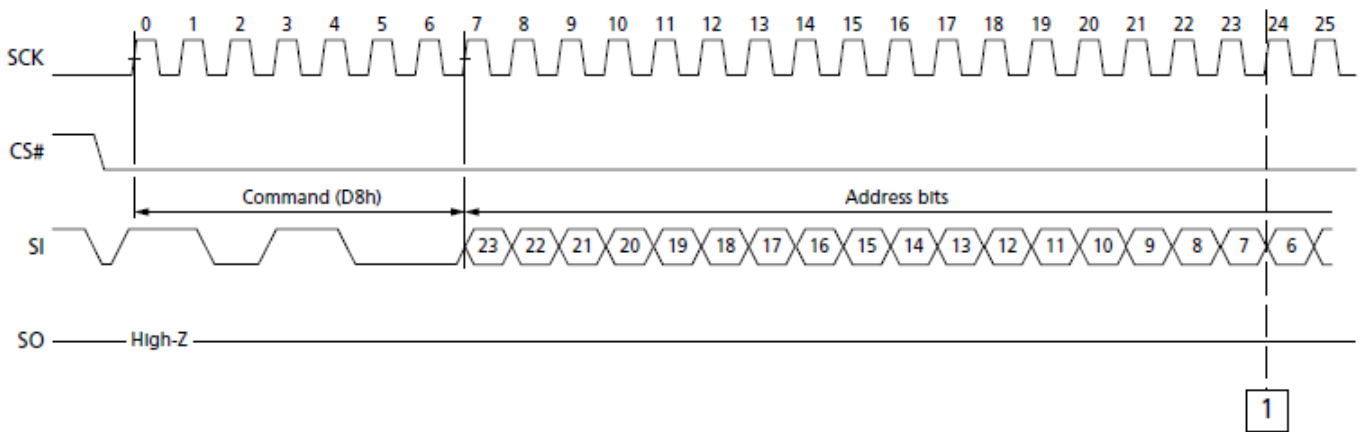 0 1 2 3 4 5 6 7 8 9 10 11 12 13 14 15 16 17 18 19 20 21 22 23 24 25
SCK
CS#
Command (D8h) Address bits
SI 23 22 21 20 19 18 17 16 15 14 13 12 11 10 9 8 7 6
SO High-Z
1